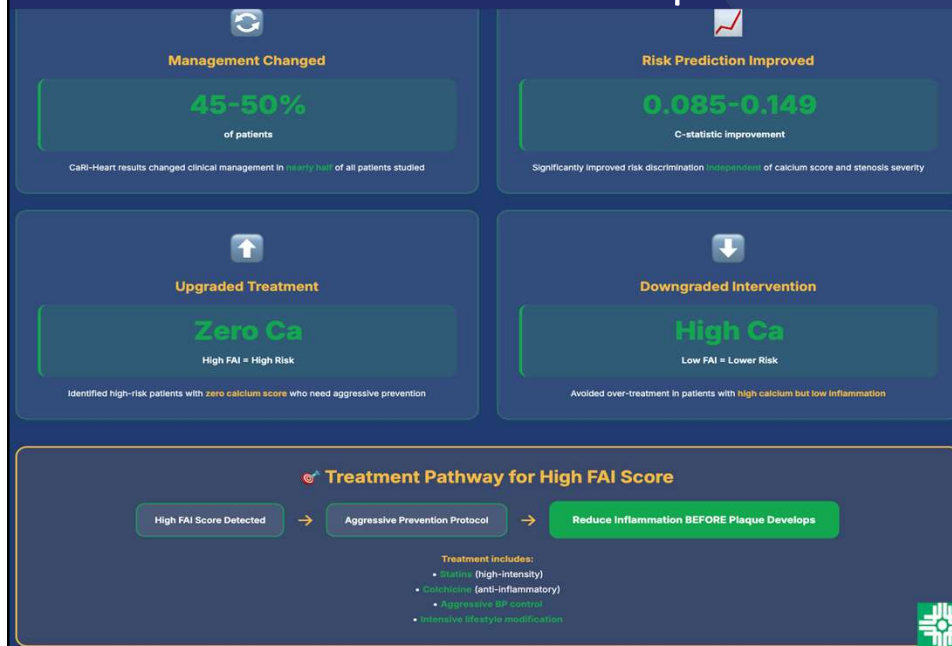 Management Changed
45-50%
of patients
CaRi-Heart results changed clinical management in nearly half of all patients studied
Risk Prediction Improved
0.085-0.149
C-statistic improvement
Significantly improved risk discrimination independent of calcium score and stenosis severity
Upgraded Treatment
Zero Ca
High FAI = High Risk
Identified high-risk patients with zero calcium score who need aggressive prevention
Downgraded Intervention
High Ca
Low FAI = Lower Risk
Avoided over-treatment in patients with high calcium but low inflammation
Treatment Pathway for High FAI Score
High FAI Score Detected → Aggressive Prevention Protocol → Reduce Inflammation BEFORE Plaque Develops
Treatment includes:
• Statins (high-intensity)
• Colchicine (anti-inflammatory)
• Aggressive BP control
• Intensive lifestyle modification